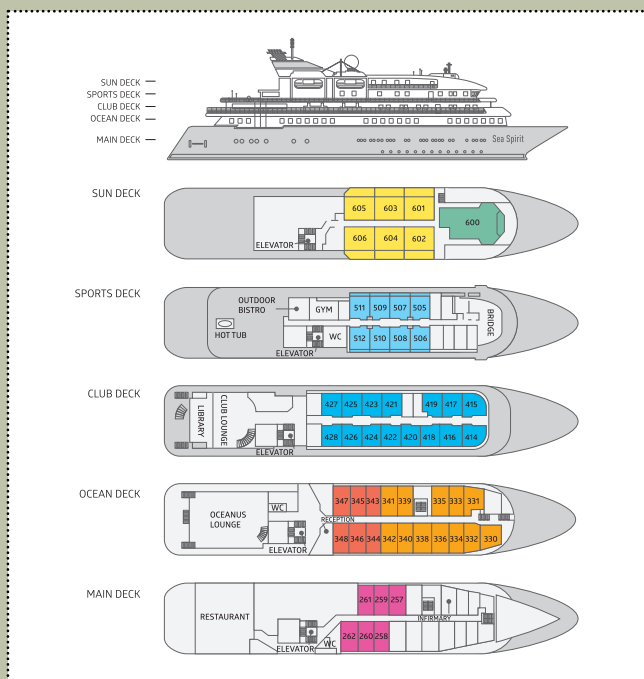 SUN DECK
SPORTS DECK
CLUB DECK
OCEAN DECK
MAIN DECK
Sea Spirit
SUN DECK
605 603 601
600
606 604 602
ELEVATOR
SPORTS DECK
OUTDOOR
BISTRO
GYM
511 509 507 505
HOT TUB
WC
512 510 508 506
BRIDGE
ELEVATOR
CLUB DECK
LIBRARY
CLUB LOUNGE
427 425 423 421 419 417 415
428 426 424 422 420 418 416 414
ELEVATOR
OCEAN DECK
OCEANUS
LOUNGE
WC
347 345 343 341 339 335 333 331
RECEPTION
348 346 344 342 340 338 336 334 332 330
ELEVATOR
MAIN DECK
RESTAURANT
261 259 257
INFIRMARY
262 260 258
WC
ELEVATOR